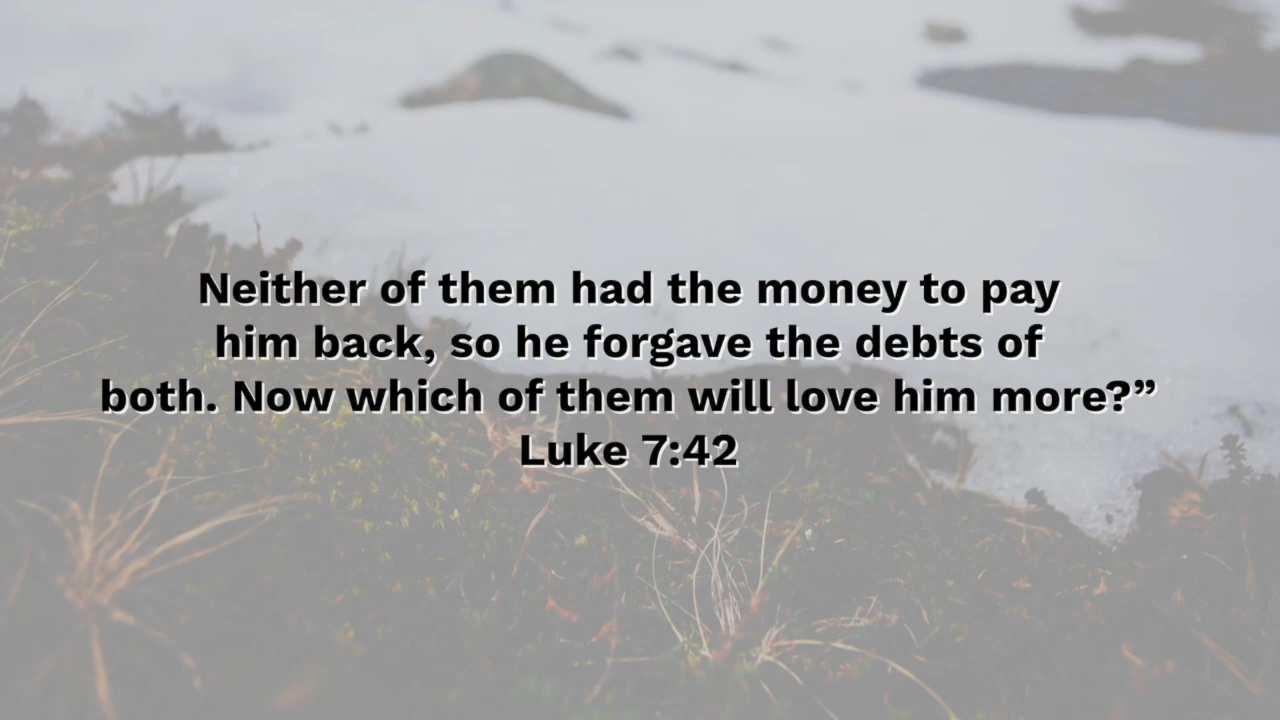 Neither of them had the money to pay
him back, so he forgave the debts of
both. Now which of them will love him more?”
Luke 7:42